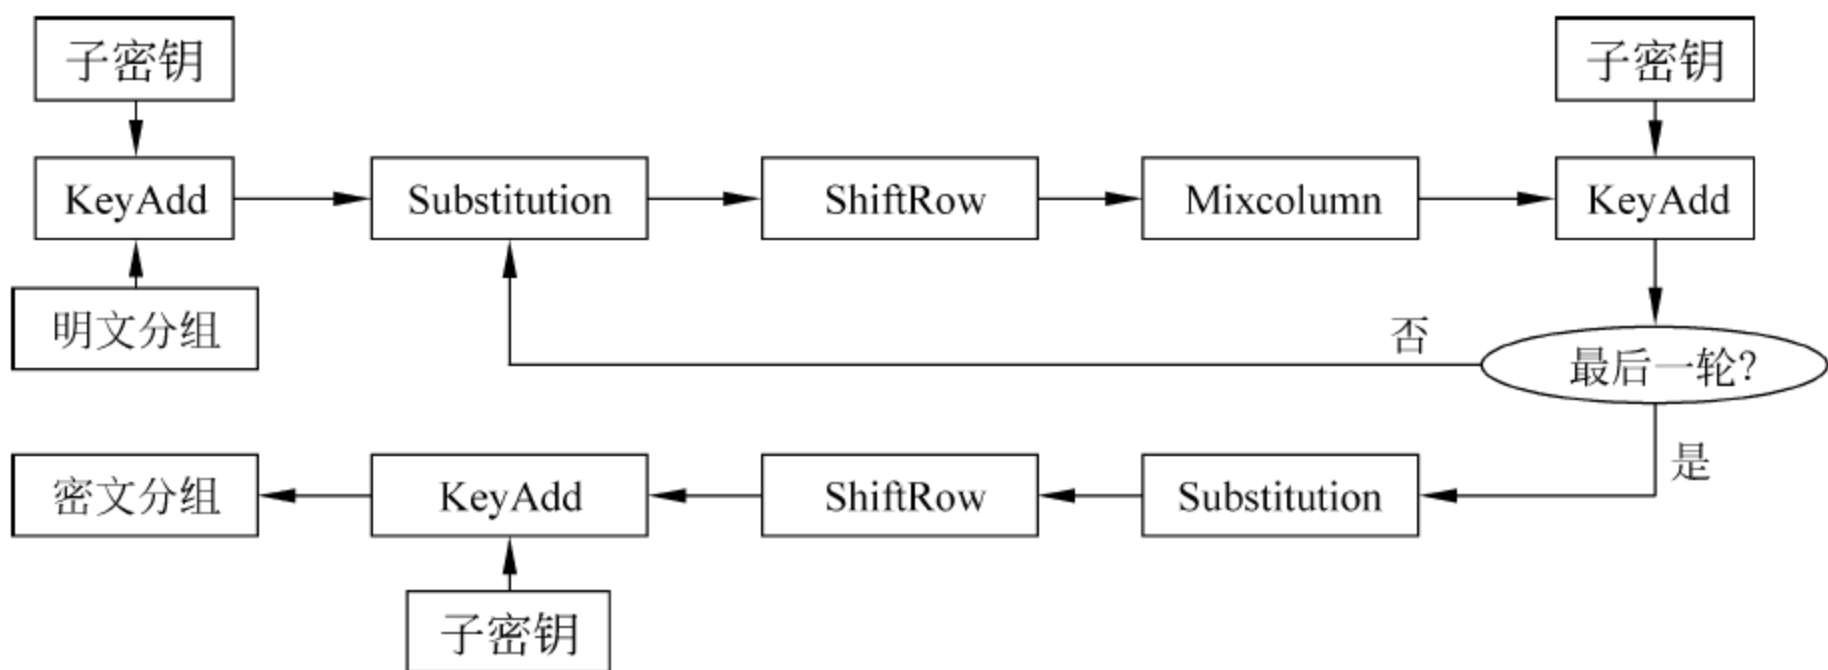 子密钥
子密钥
KeyAdd
Substitution
ShiftRow
Mixcolumn
KeyAdd
明文分组
否
最后一轮?
是
密文分组
KeyAdd
ShiftRow
Substitution
子密钥